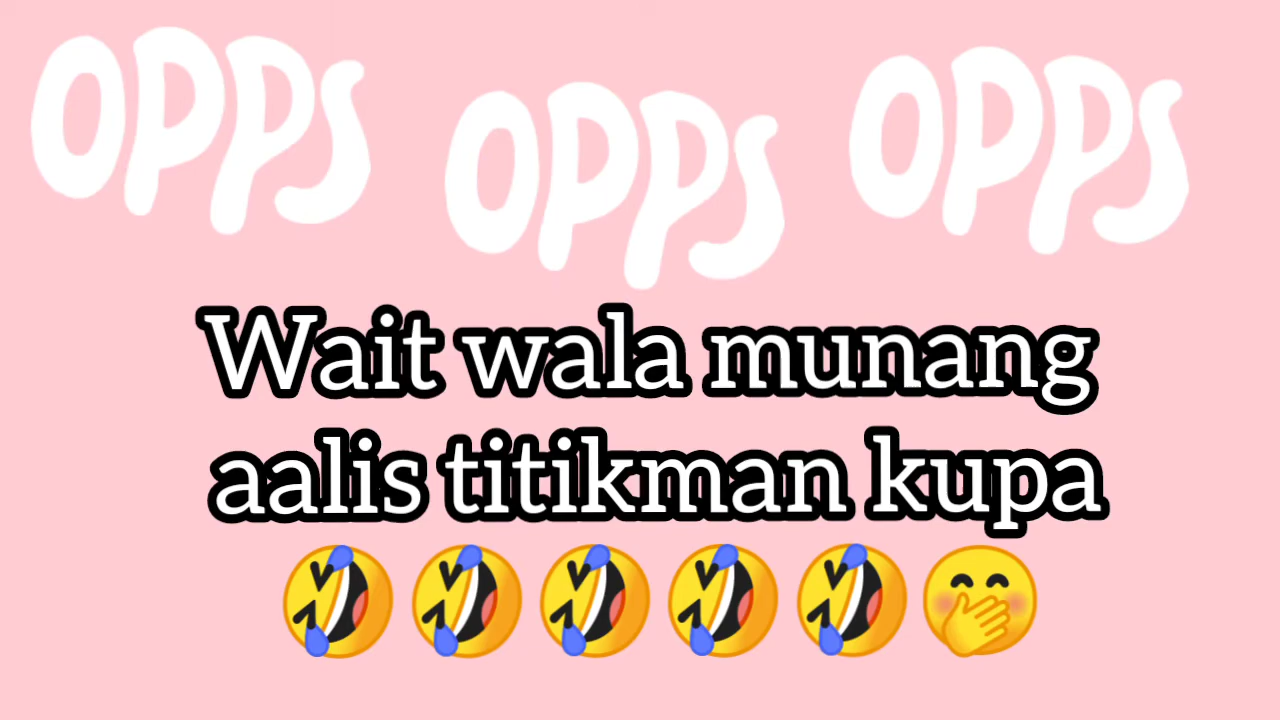 OPPS OPPS OPPS
Wait wala munang
aalis titikman kupa
🤣🤣🤣🤣🤣🤭